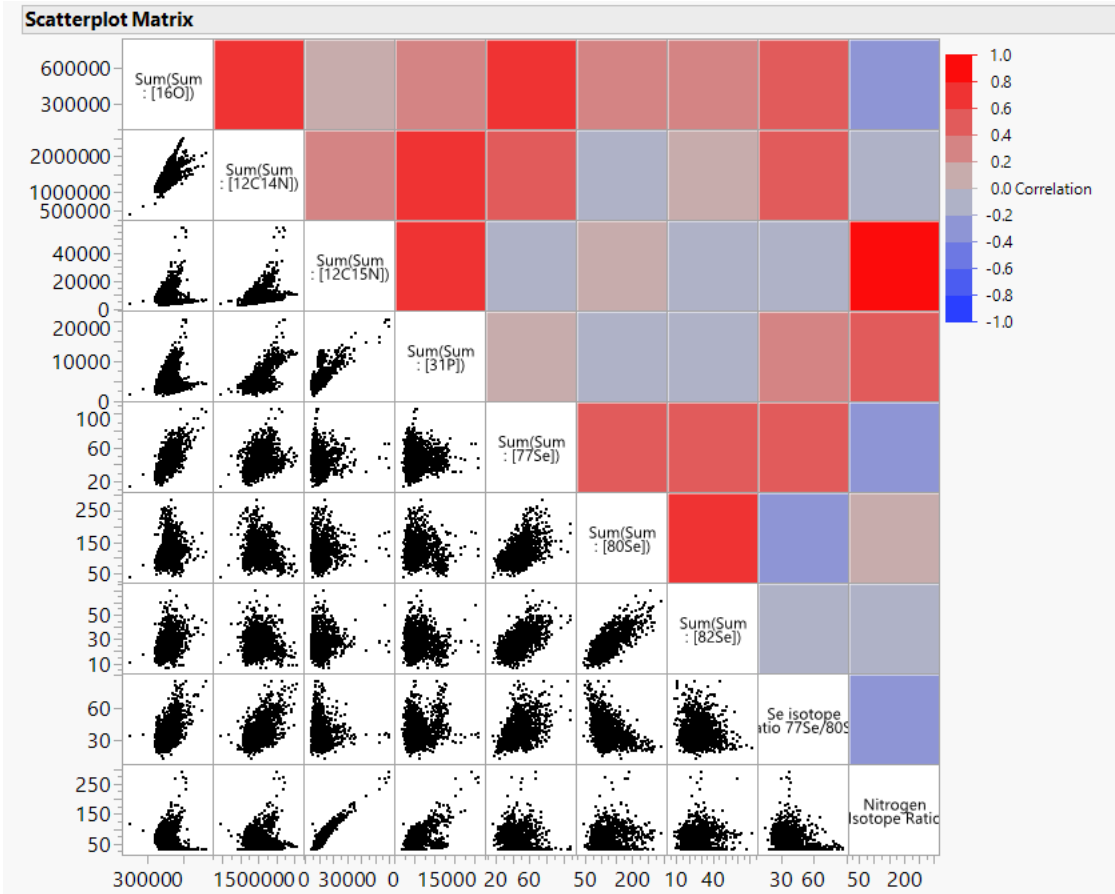 Scatterplot Matrix
600000
300000
Sum(Sum
: [16O])
2000000
1000000
500000
Sum(Sum
: [12C14N])
40000
20000
0
Sum(Sum
: [12C15N])
20000
10000
0
Sum(Sum
: [31P])
100
60
20
Sum(Sum
: [77Se])
250
150
50
Sum(Sum
: [80Se])
50
30
10
Sum(Sum
: [82Se])
60
30
Se isotope
atio 77Se/80S
250
150
50
Nitrogen
Isotope Ratio
300000 1500000 0 30000 0 15000 20 60 50 200 10 40 30 60 50 200
1.0
0.8
0.6
0.4
0.2
0.0 Correlation
-0.2
-0.4
-0.6
-0.8
-1.0